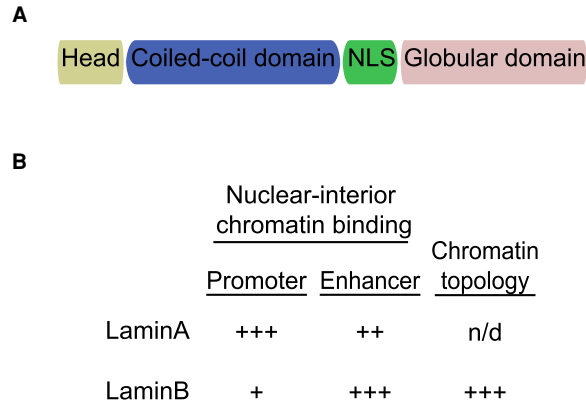 A
Head Coiled-coil domain NLS Globular domain
B
Nuclear-interior
chromatin binding
Chromatin
topology
Promoter Enhancer
LaminA +++ ++ n/d
LaminB + +++ +++